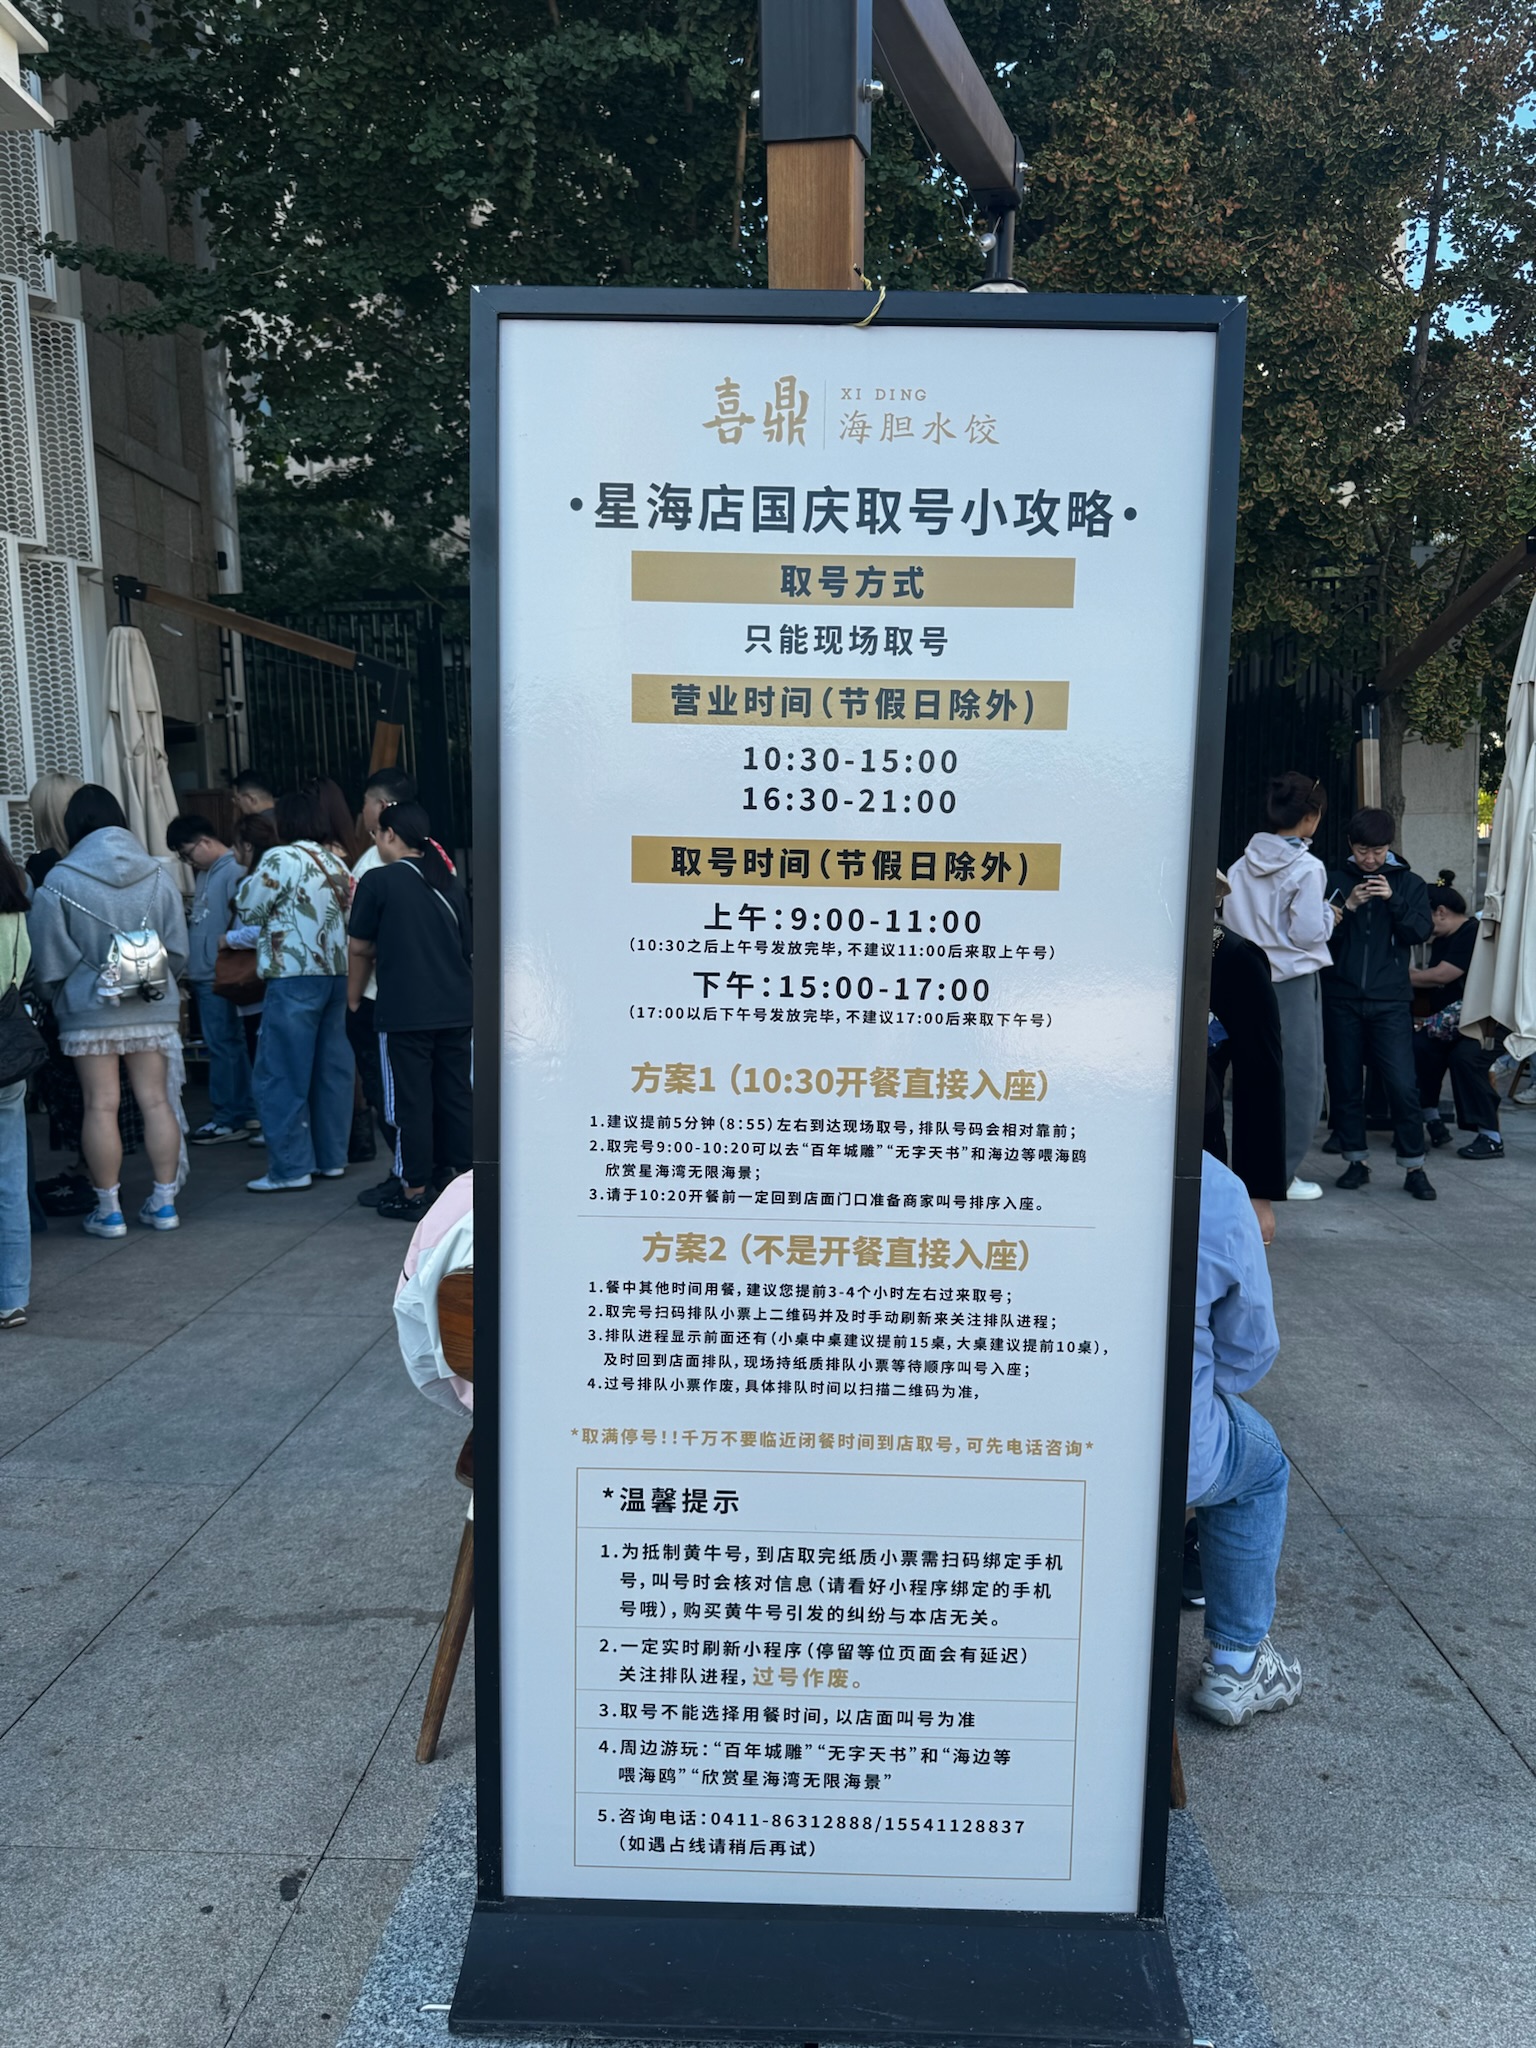 喜鼎
XI DING
海胆水饺
•星海店国庆取号小攻略•
取号方式
只能现场取号
营业时间(节假日除外)
10:30-15:00
16:30-21:00
取号时间(节假日除外)
上午:9:00-11:00
(10:30之后上午号发放完毕,不建议11:00后来取上午号)
下午:15:00-17:00
(17:00以后下午号发放完毕,不建议17:00后来取下午号)
方案1(10:30开餐直接入座)
1.建议提前5分钟(8:55)左右到达现场取号,排队号码会相对靠前;
2.取完号9:00-10:20可以去“百年城雕”“无字天书”和海边等喂海鸥
欣赏星海湾无限海景;
3.请于10:20开餐前一定回到店面门口准备商家叫号排序入座。
方案2(不是开餐直接入座)
1.餐中其他时间用餐,建议您提前3-4个小时左右过来取号;
2.取完号扫码排队小票上二维码并及时手动刷新来关注排队进程;
3.排队进程显示前面还有(小桌中桌建议提前15桌,大桌建议提前10桌),
及时回到店面排队,现场持纸质排队小票等待顺序叫号入座;
4.过号排队小票作废,具体排队时间以扫描二维码为准,
*取满停号!!千万不要临近闭餐时间到店取号,可先电话咨询*
*温馨提示
1.为抵制黄牛号,到店取完纸质小票需扫码绑定手机
号,叫号时会核对信息(请看好小程序绑定的手机
号哦),购买黄牛号引发的纠纷与本店无关。
2.一定实时刷新小程序(停留等位页面会有延迟)
关注排队进程,过号作废。
3.取号不能选择用餐时间,以店面叫号为准
4.周边游玩:“百年城雕”“无字天书”和“海边等
喂海鸥”“欣赏星海湾无限海景”
5.咨询电话:0411-86312888/15541128837
(如遇占线请稍后再试)